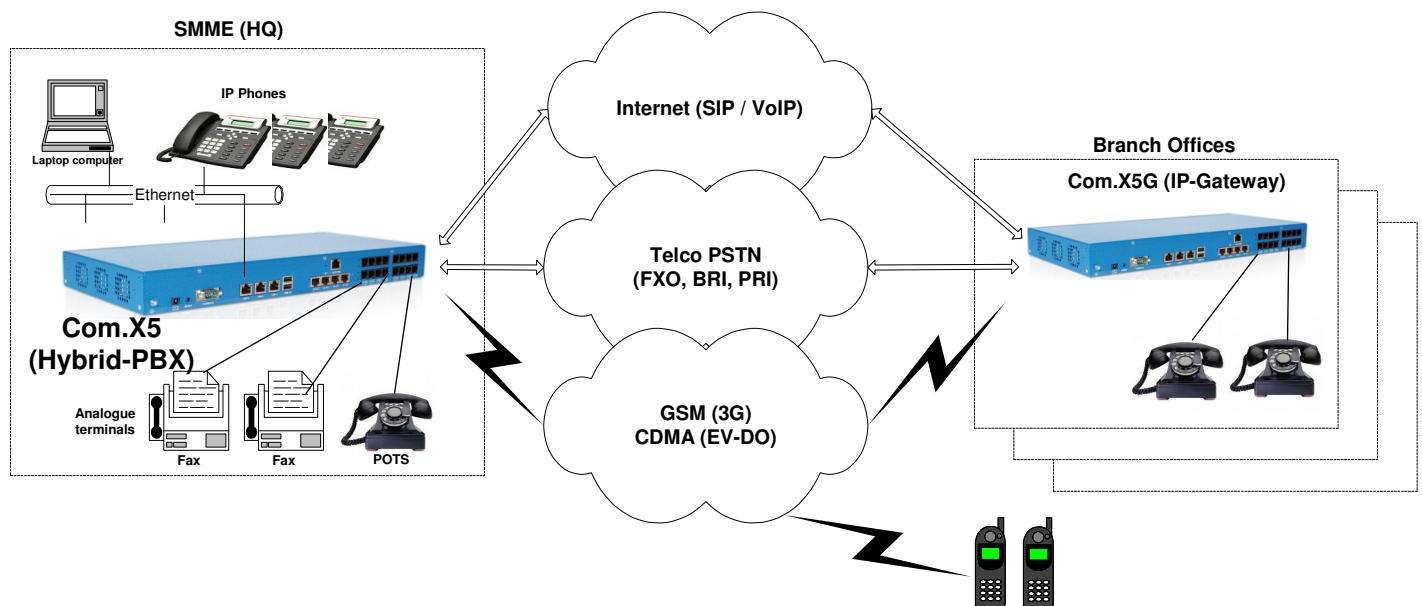 SMME (HQ)
IP Phones
Laptop computer
Ethernet
Com.X5
(Hybrid-PBX)
Analogue
terminals
Fax
Fax
POTS
Internet (SIP / VoIP)
Telco PSTN
(FXO, BRI, PRI)
GSM (3G)
CDMA (EV-DO)
Branch Offices
Com.X5G (IP-Gateway)